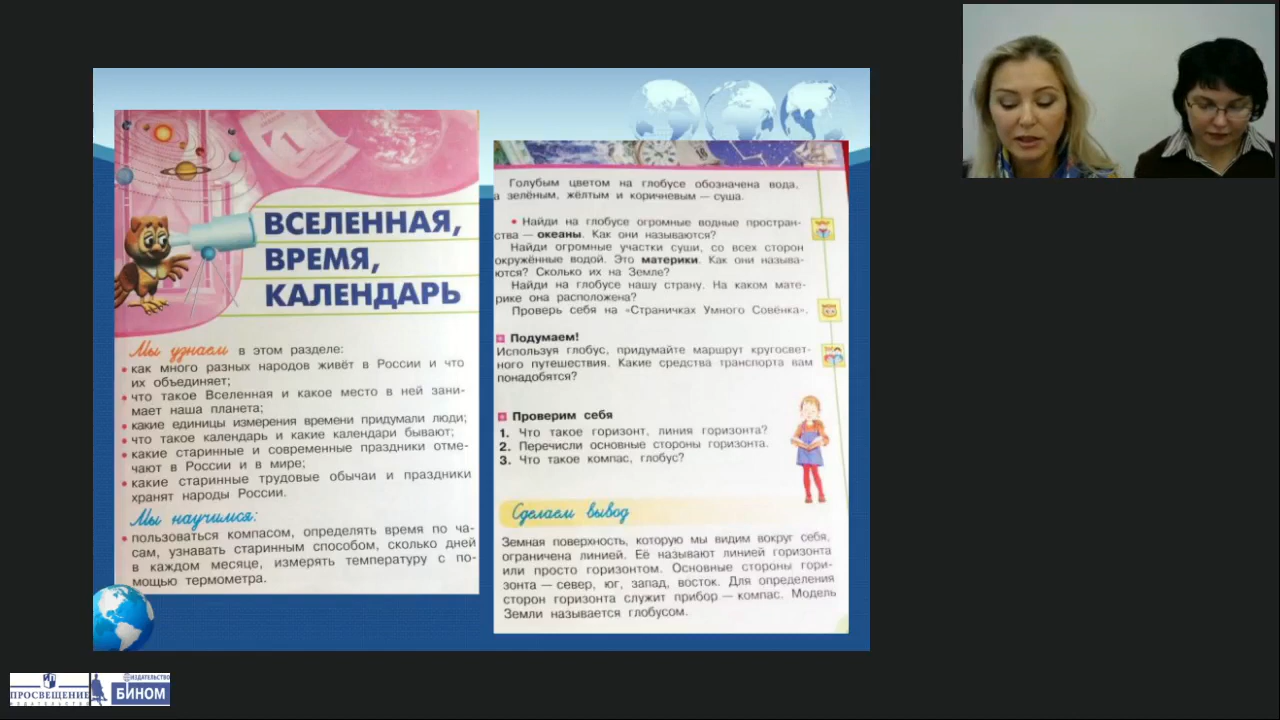 1
ВСЕЛЕННАЯ,
ВРЕМЯ,
КАЛЕНДАРЬ
Мы узнаем в этом разделе:
• как много разных народов живёт в России и что
их объединяет;
• что такое Вселенная и какое место в ней зани-
мает наша планета;
• какие единицы измерения времени придумали люди;
• что такое календарь и какие календари бывают;
• какие старинные и современные праздники отме-
чают в России и в мире;
• какие старинные трудовые обычаи и праздники
хранят народы России.
Мы научимся:
• пользоваться компасом, определять время по ча-
сам, узнавать старинным способом, сколько дней
в каждом месяце, измерять температуру с по-
мощью термометра.
Голубым цветом на глобусе обозначена вода,
а зелёным, жёлтым и коричневым — суша.
• Найди на глобусе огромные водные простран-
ства — океаны. Как они называются?
Найди огромные участки суши, со всех сторон
окружённые водой. Это материки. Как они называ-
ются? Сколько их на Земле?
Найди на глобусе нашу страну. На каком мате-
рике она расположена?
Проверь себя на «Страничках Умного Совёнка».
Подумаем!
Используя глобус, придумайте маршрут кругосвет-
ного путешествия. Какие средства транспорта вам
понадобятся?
Проверим себя
1. Что такое горизонт, линия горизонта?
2. Перечисли основные стороны горизонта.
3. Что такое компас, глобус?
Сделаем вывод
Земная поверхность, которую мы видим вокруг себя,
ограничена линией. Её называют линией горизонта
или просто горизонтом. Основные стороны гори-
зонта — север, юг, запад, восток. Для определения
сторон горизонта служит прибор — компас. Модель
Земли называется глобусом.
ПРОСВЕЩЕНИЕ
ИЗДАТЕЛЬСТВО
ИЗДАТЕЛЬСТВО
БИНОМ